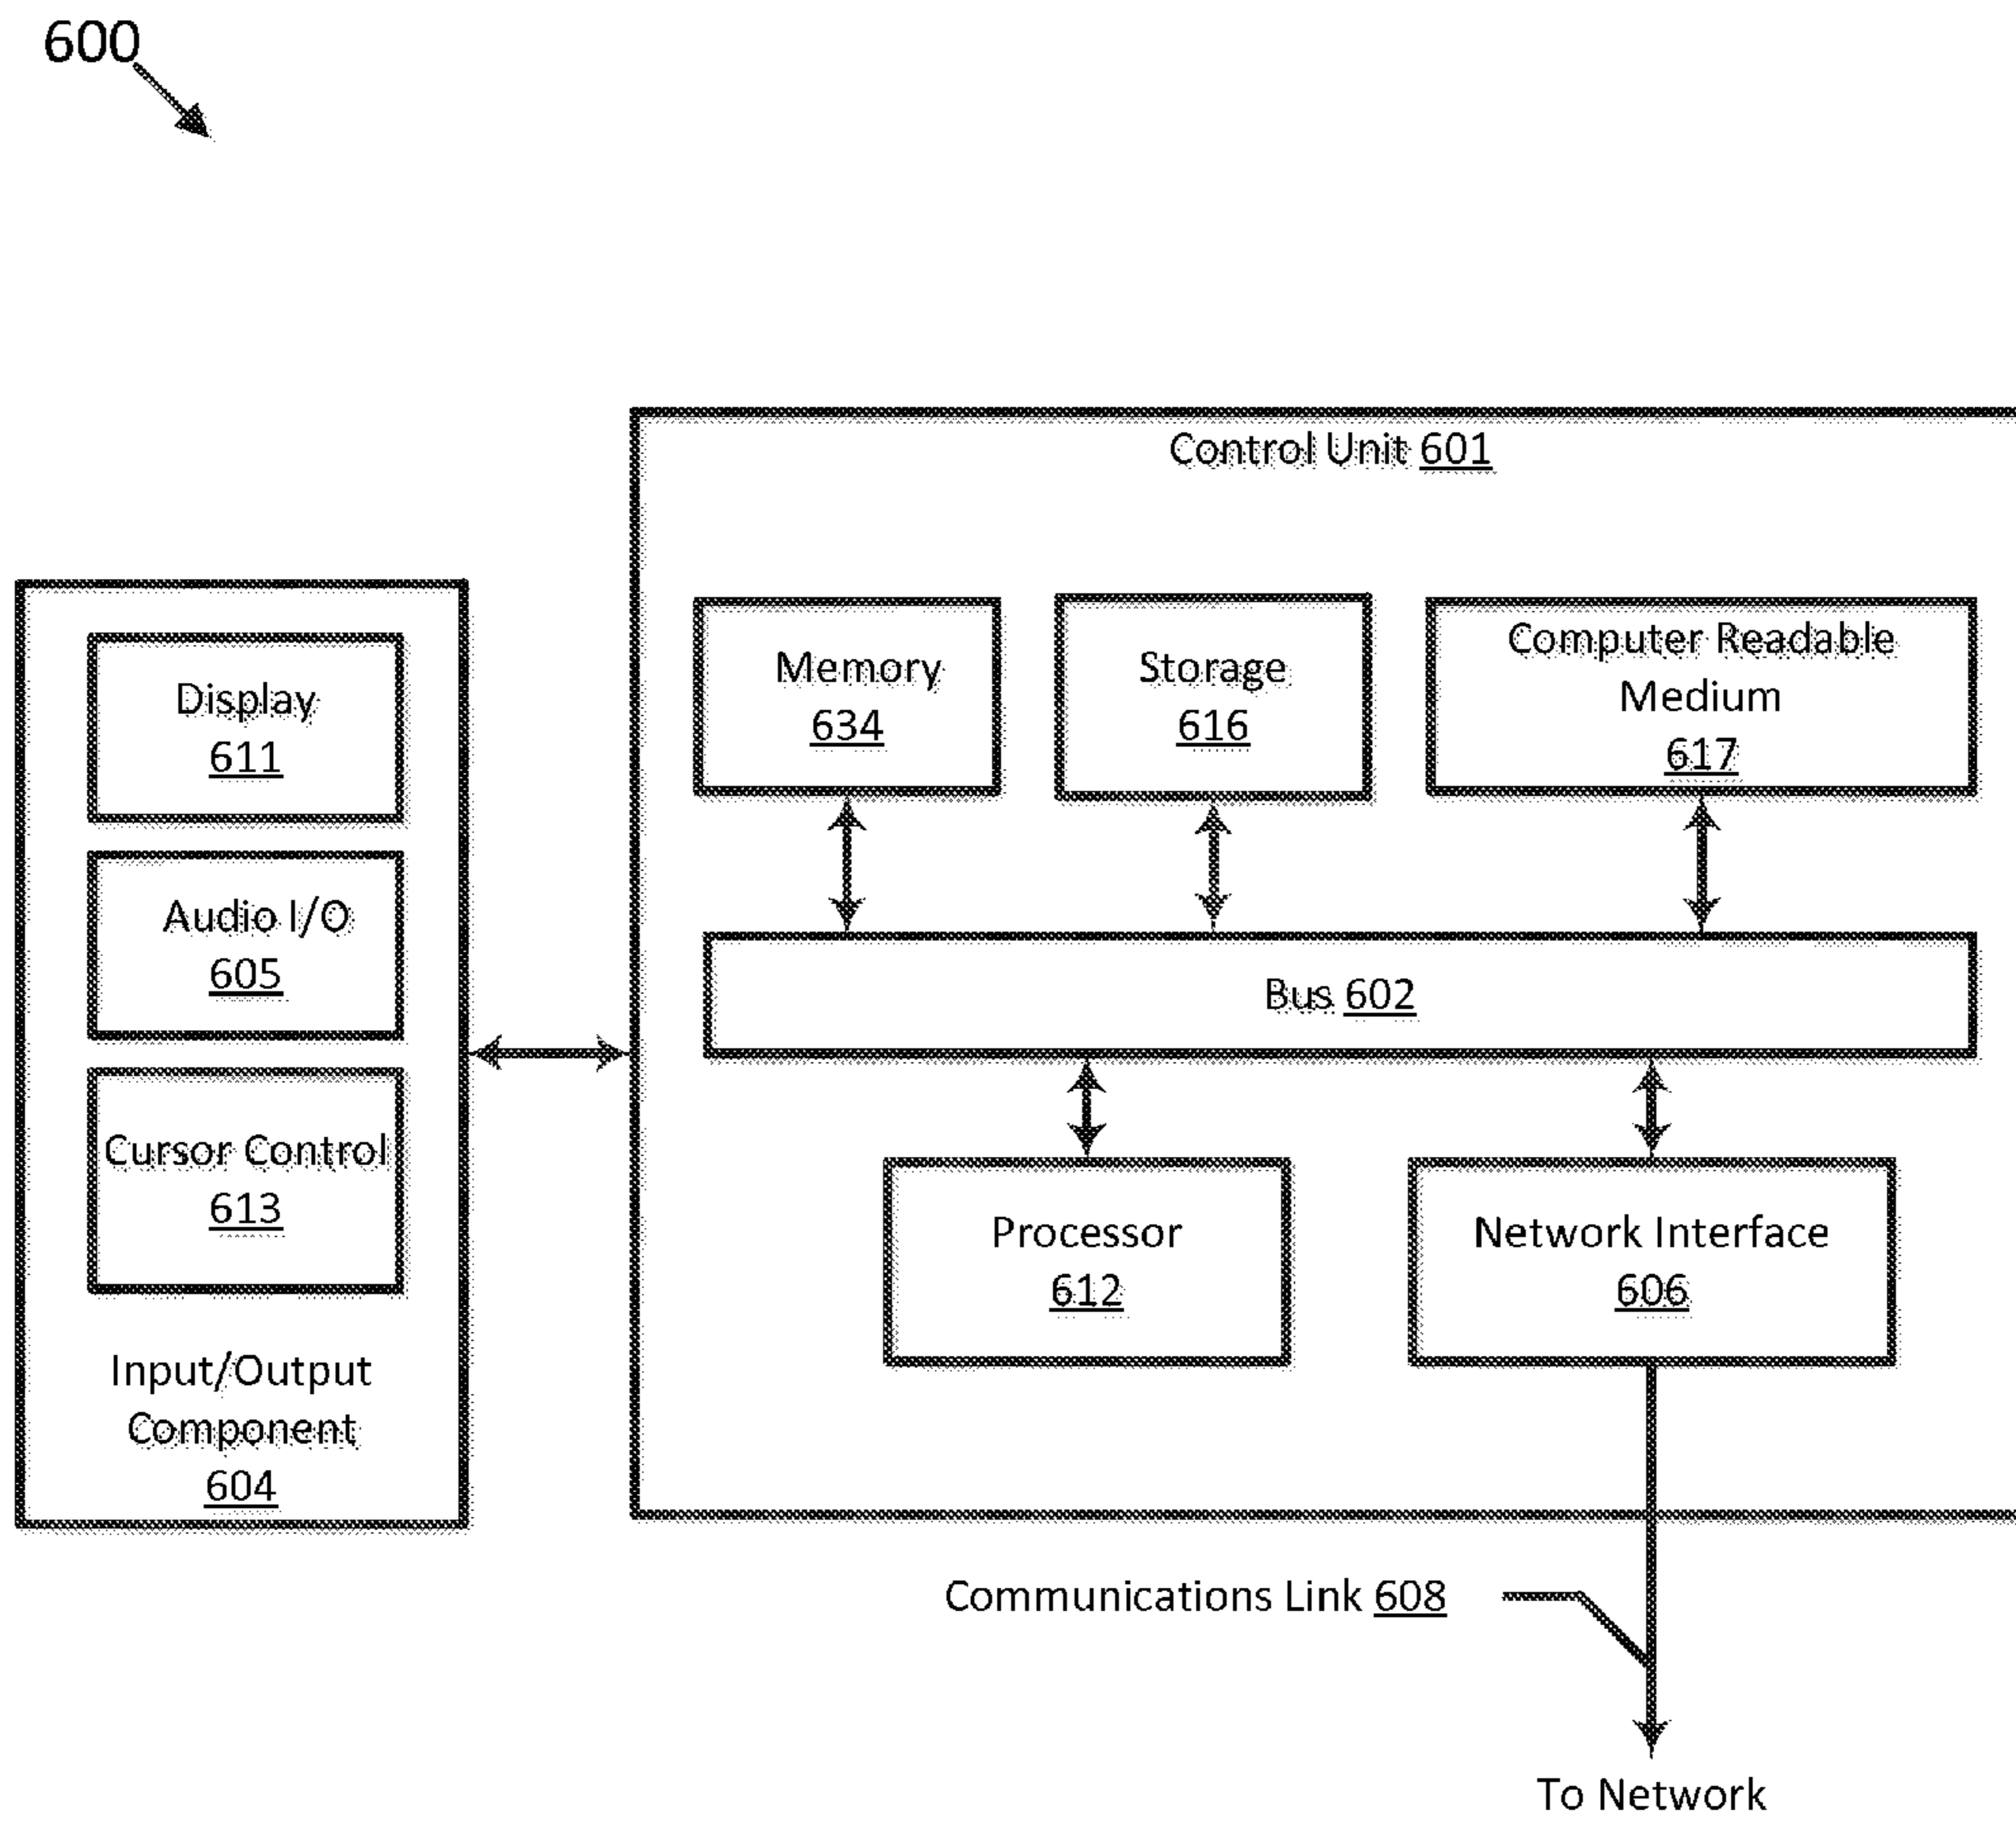 600
Control Unit 601
Display
611
Audio I/O
605
Cursor Control
613
Input/Output
Component
604
Memory
634
Storage
616
Computer Readable
Medium
617
Bus 602
Processor
612
Network Interface
606
Communications Link 608
To Network